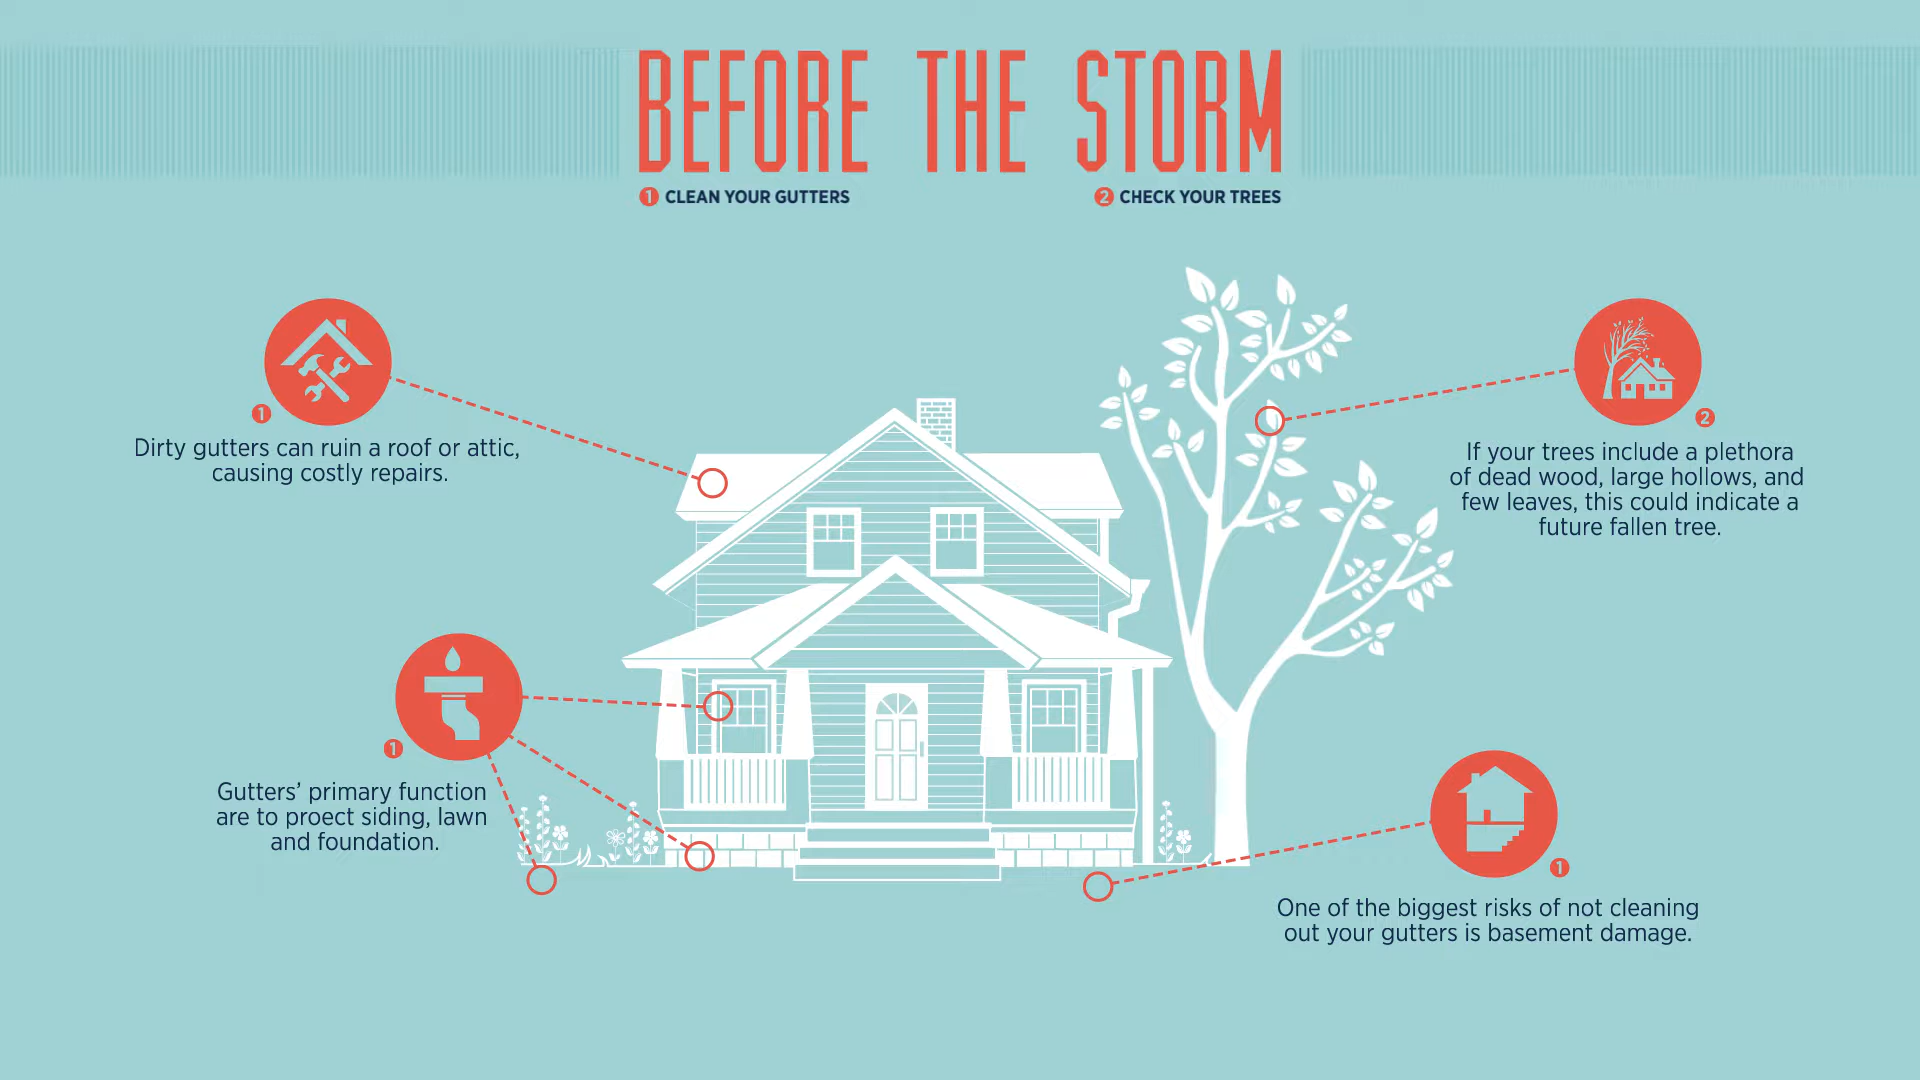 BEFORE THE STORM
1 CLEAN YOUR GUTTERS
2 CHECK YOUR TREES
1
Dirty gutters can ruin a roof or attic,
causing costly repairs.
2
If your trees include a plethora
of dead wood, large hollows, and
few leaves, this could indicate a
future fallen tree.
1
Gutters’ primary function
are to proect siding, lawn
and foundation.
1
One of the biggest risks of not cleaning
out your gutters is basement damage.